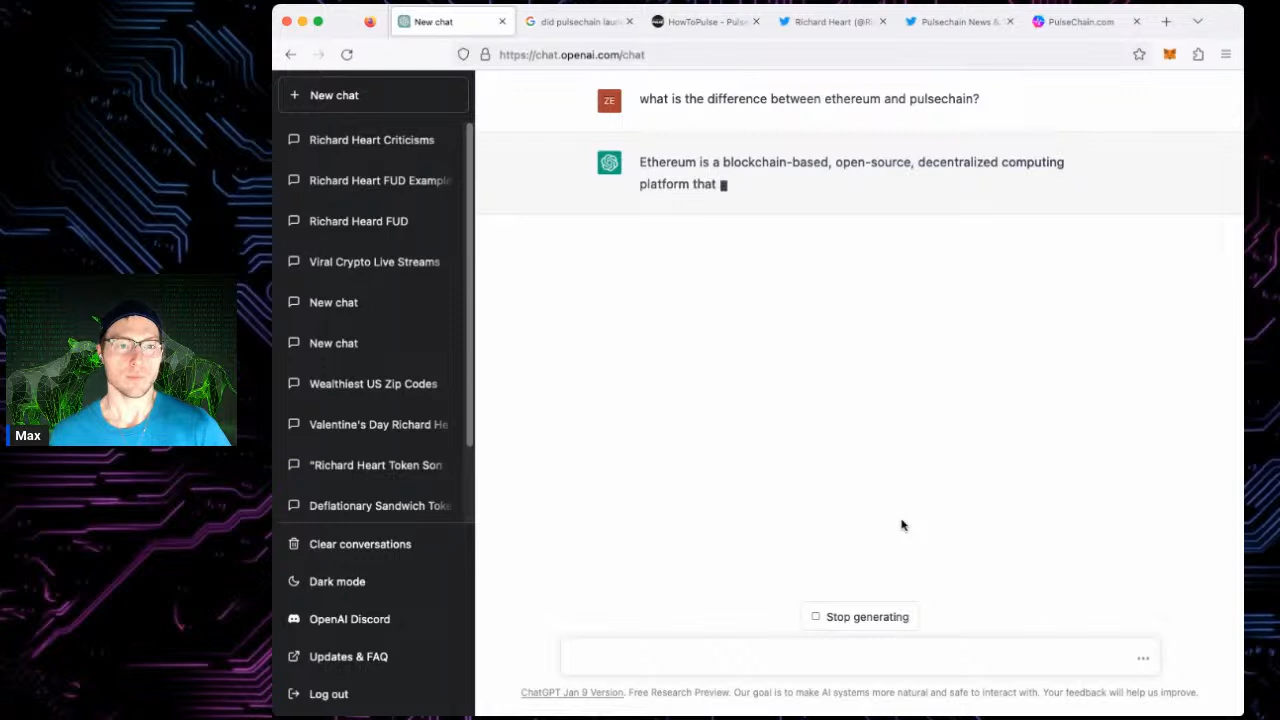 New chat
did pulsechain laun
HowToPulse - Pulse
Richard Heart (@Ri
Pulsechain News &
PulseChain.com
https://chat.openai.com/chat
+ New chat
Richard Heart Criticisms
Richard Heart FUD Example
Richard Heard FUD
Viral Crypto Live Streams
New chat
New chat
Wealthiest US Zip Codes
Valentine's Day Richard He
"Richard Heart Token Son
Deflationary Sandwich Toke
Clear conversations
Dark mode
OpenAI Discord
Updates & FAQ
Log out
ZE
what is the difference between ethereum and pulsechain?
Ethereum is a blockchain-based, open-source, decentralized computing
platform that
Stop generating
ChatGPT Jan 9 Version. Free Research Preview. Our goal is to make AI systems more natural and safe to interact with. Your feedback will help us improve.
Max